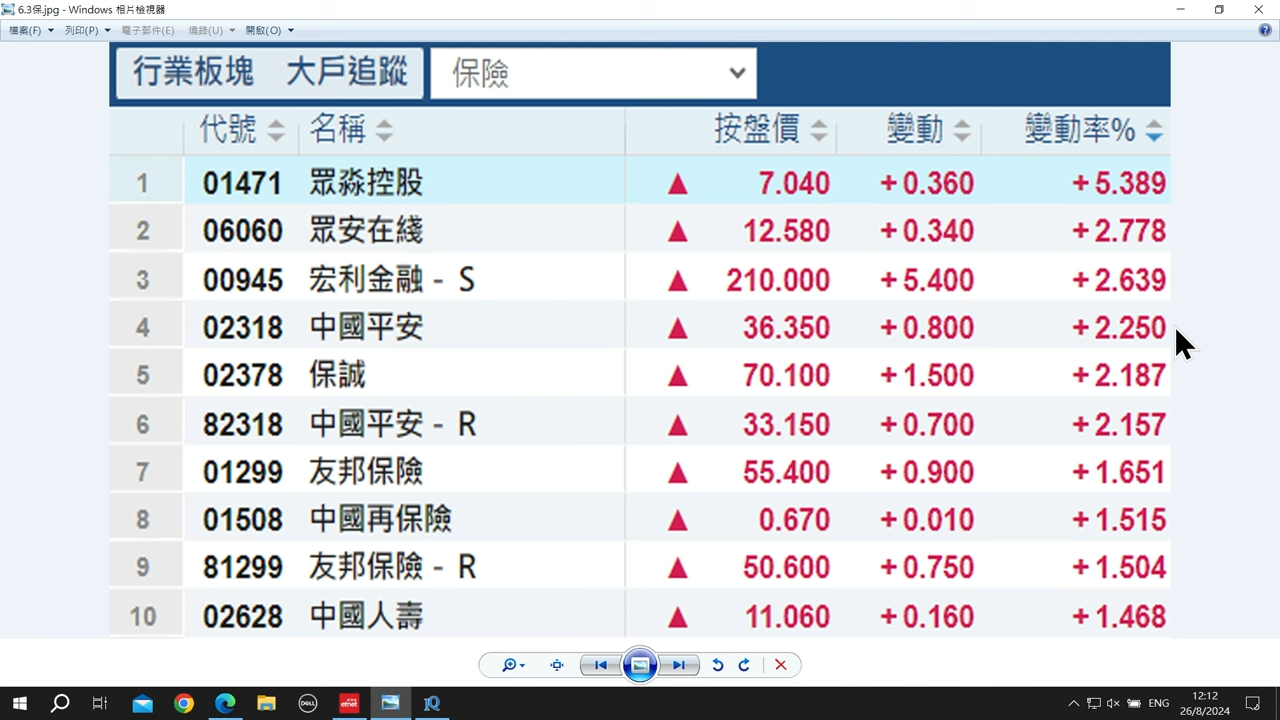 6.3保.jpg - Windows 相片檢視器
檔案(F) 列印(P) 電子郵件(E) 燒錄(U) 開啟(O)
行業板塊 大戶追蹤 保險
代號 名稱 按盤價 變動 變動率%
1 01471 眾淼控股 ▲ 7.040 +0.360 +5.389
2 06060 眾安在綫 ▲ 12.580 +0.340 +2.778
3 00945 宏利金融－S ▲ 210.000 +5.400 +2.639
4 02318 中國平安 ▲ 36.350 +0.800 +2.250
5 02378 保誠 ▲ 70.100 +1.500 +2.187
6 82318 中國平安－R ▲ 33.150 +0.700 +2.157
7 01299 友邦保險 ▲ 55.400 +0.900 +1.651
8 01508 中國再保險 ▲ 0.670 +0.010 +1.515
9 81299 友邦保險－R ▲ 50.600 +0.750 +1.504
10 02628 中國人壽 ▲ 11.060 +0.160 +1.468
DELL etnet IQ ENG 12:12
26/8/2024